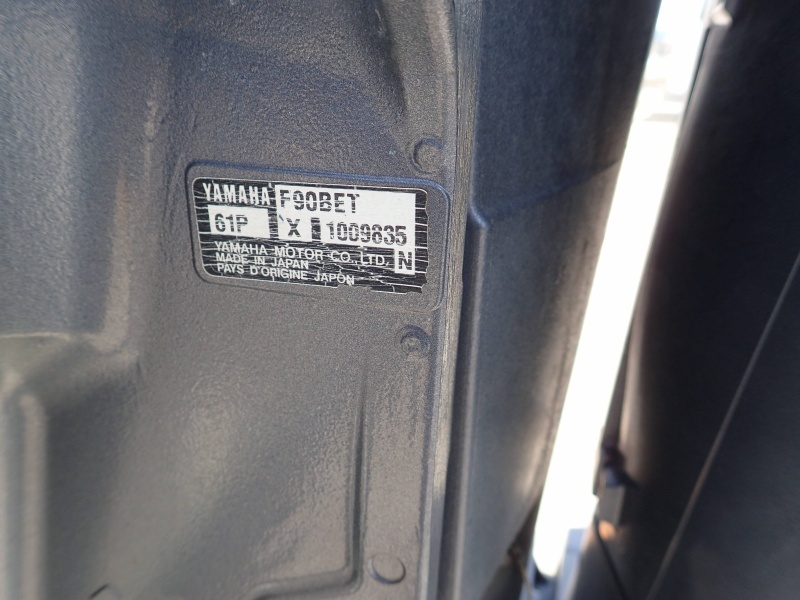 YAMAHA F90BET
61P X 1009835
YAMAHA MOTOR CO., LTD. N
MADE IN JAPAN
PAYS D'ORIGINE JAPON